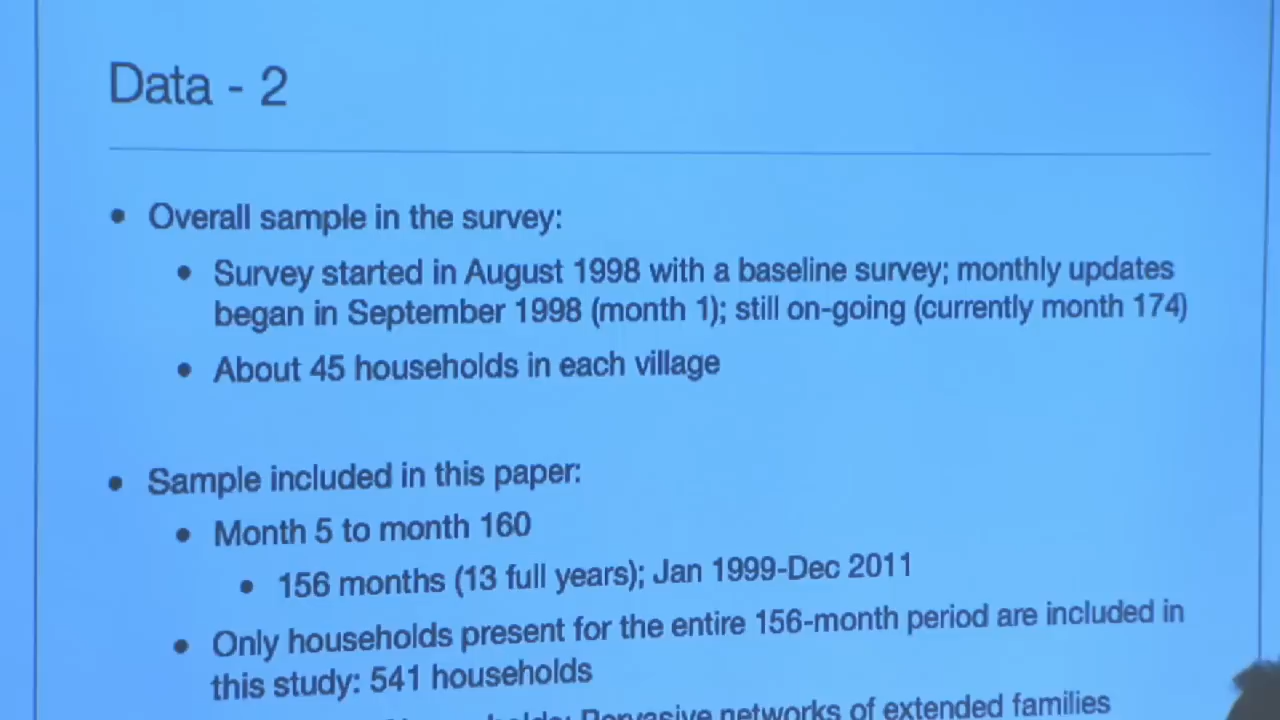 Data - 2
• Overall sample in the survey:
• Survey started in August 1998 with a baseline survey; monthly updates
began in September 1998 (month 1); still on-going (currently month 174)
• About 45 households in each village
• Sample included in this paper:
• Month 5 to month 160
• 156 months (13 full years); Jan 1999-Dec 2011
• Only households present for the entire 156-month period are included in
this study: 541 households
Pervasive networks of extended families